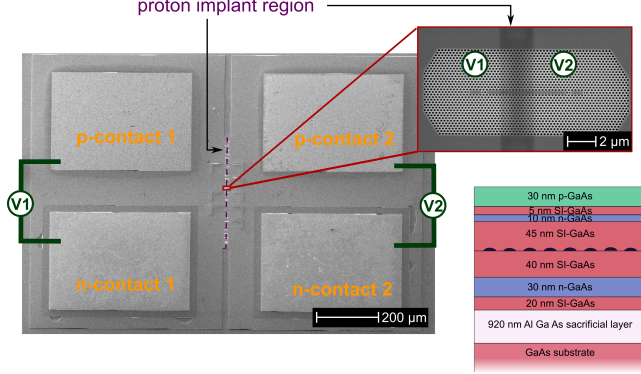 proton implant region
V1
V2
2 µm
p-contact 1
p-contact 2
V1
V2
n-contact 1
n-contact 2
200 µm
30 nm p-GaAs
5 nm SI-GaAs
10 nm n-GaAs
45 nm SI-GaAs
40 nm SI-GaAs
30 nm n-GaAs
20 nm SI-GaAs
920 nm Al Ga As sacrificial layer
GaAs substrate